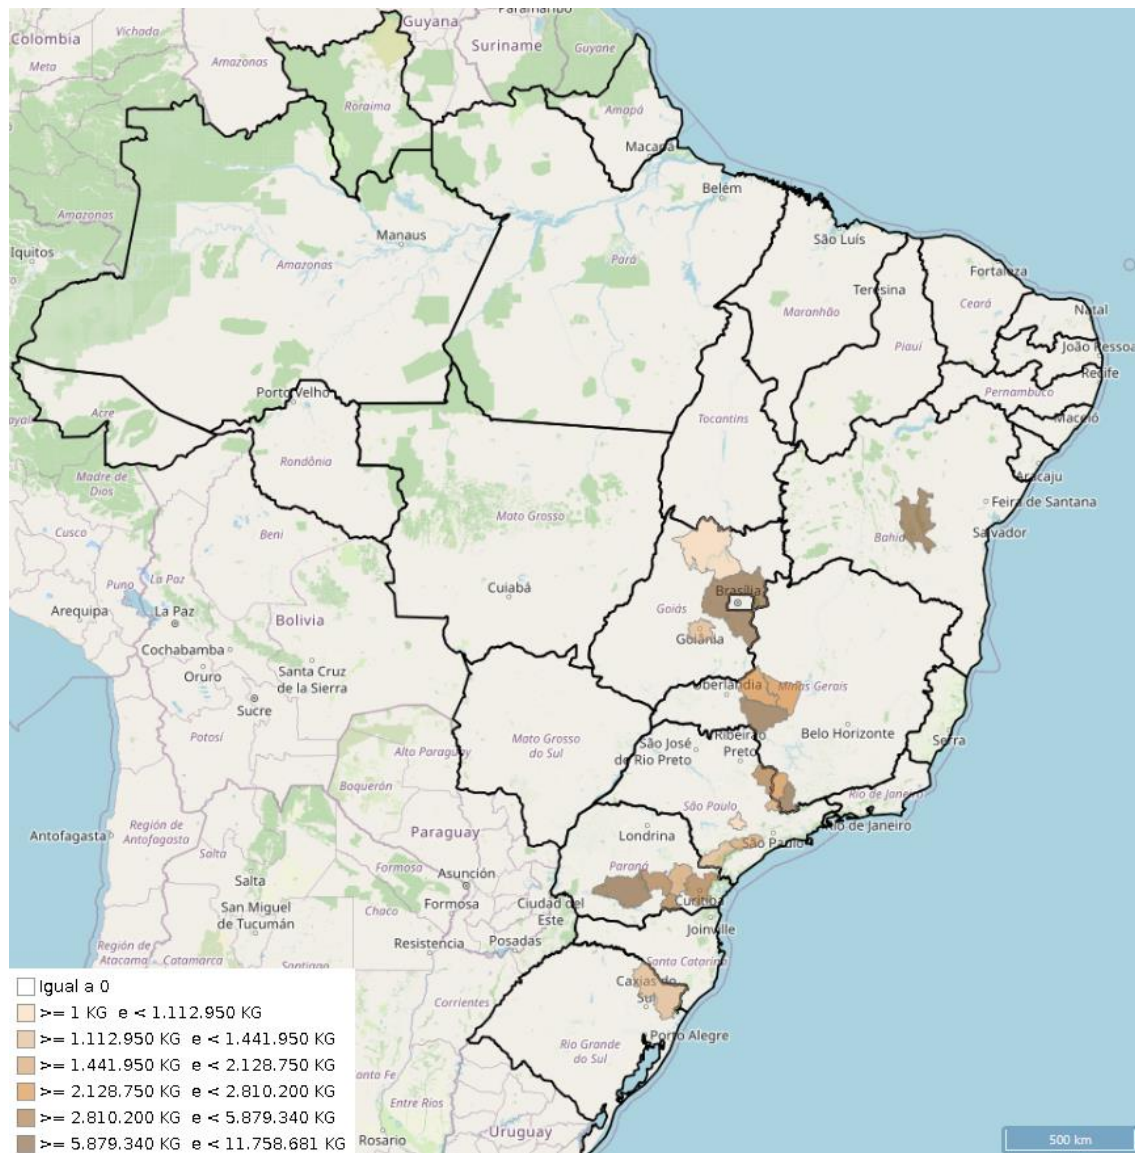 Paramaribo
Guyana
Colombia
Vichada
Suriname
Guyane
Meta
Amazonas
Roraima
Amapá
Macapá
Belém
Amazonas
Manaus
São Luís
Iquitos
Amazonas
Pará
Fortaleza
Teresina
Ceará
Maranhão
Natal
Piauí
João Pessoa
Recife
Porto Velho
Pernambuco
Acre
Tocantins
Maceió
Rondônia
Madre de
Dios
Aracaju
Feira de Santana
Mato Grosso
Cusco
Beni
Bahia
Salvador
La Paz
Puno
Cuiabá
Brasília
Arequipa
La Paz
Goiás
Bolivia
Goiânia
Cochabamba
Oruro
Santa Cruz
de la Sierra
Uberlândia
Minas Gerais
Sucre
Potosí
Mato Grosso
do Sul
Belo Horizonte
Serra
Alto Paraguay
São José
do Rio Preto
Ribeirão
Preto
Boquerón
Rio de Janeiro
São Paulo
Antofagasta
Región de
Antofagasta
Paraguay
Londrina
São Paulo
Rio de Janeiro
Salta
Paraná
Formosa
Asunción
Salta
Curitiba
San Miguel
de Tucumán
Chaco
Formosa
Ciudad del
Este
Joinville
Región de
Atacama
Catamarca
Santiago
Resistencia
Posadas
Santa Catarina
Caxias do
Sul
Corrientes
Porto Alegre
Rio Grande
do Sul
Santa Fe
Entre Ríos
Rosario
Uruguay
Igual a 0
>= 1 KG e < 1.112.950 KG
>= 1.112.950 KG e < 1.441.950 KG
>= 1.441.950 KG e < 2.128.750 KG
>= 2.128.750 KG e < 2.810.200 KG
>= 2.810.200 KG e < 5.879.340 KG
>= 5.879.340 KG e < 11.758.681 KG
500 km